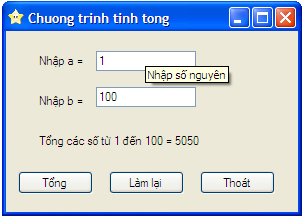 Chuong trinh tinh tong
Nhập a = 1
Nhập số nguyên
Nhập b = 100
Tổng các số từ 1 đến 100 = 5050
Tổng Làm lại Thoát